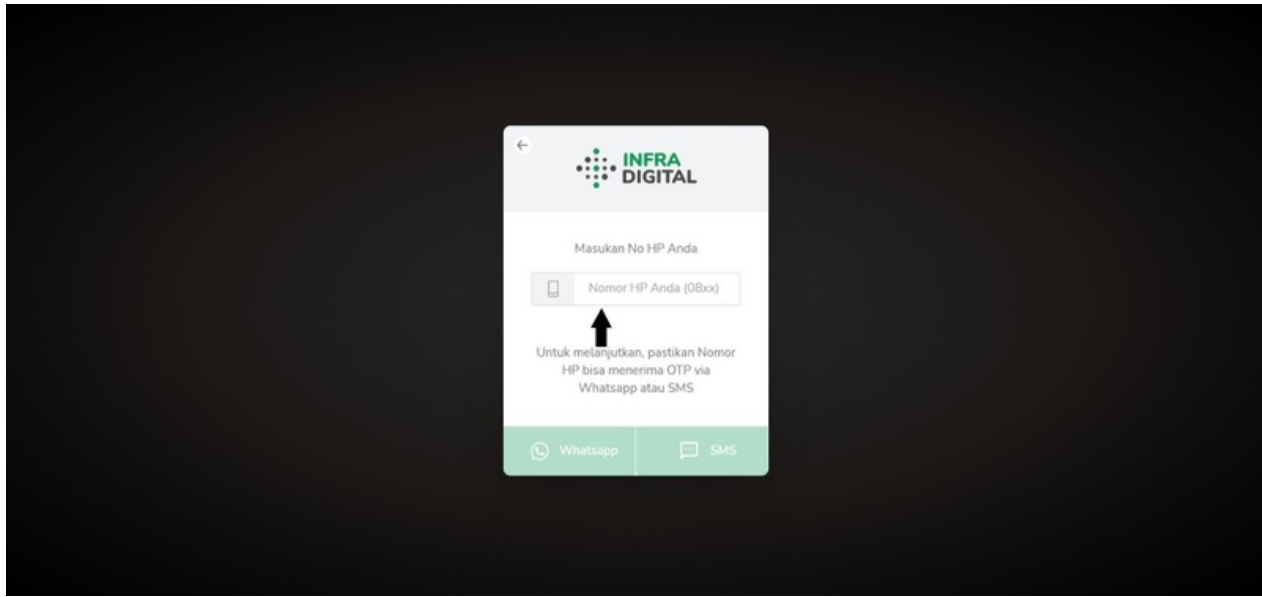 INFRA
DIGITAL
Masukan No HP Anda
Nomor HP Anda (08xx)
Untuk melanjutkan, pastikan Nomor
HP bisa menerima OTP via
Whatsapp atau SMS
Whatsapp
SMS